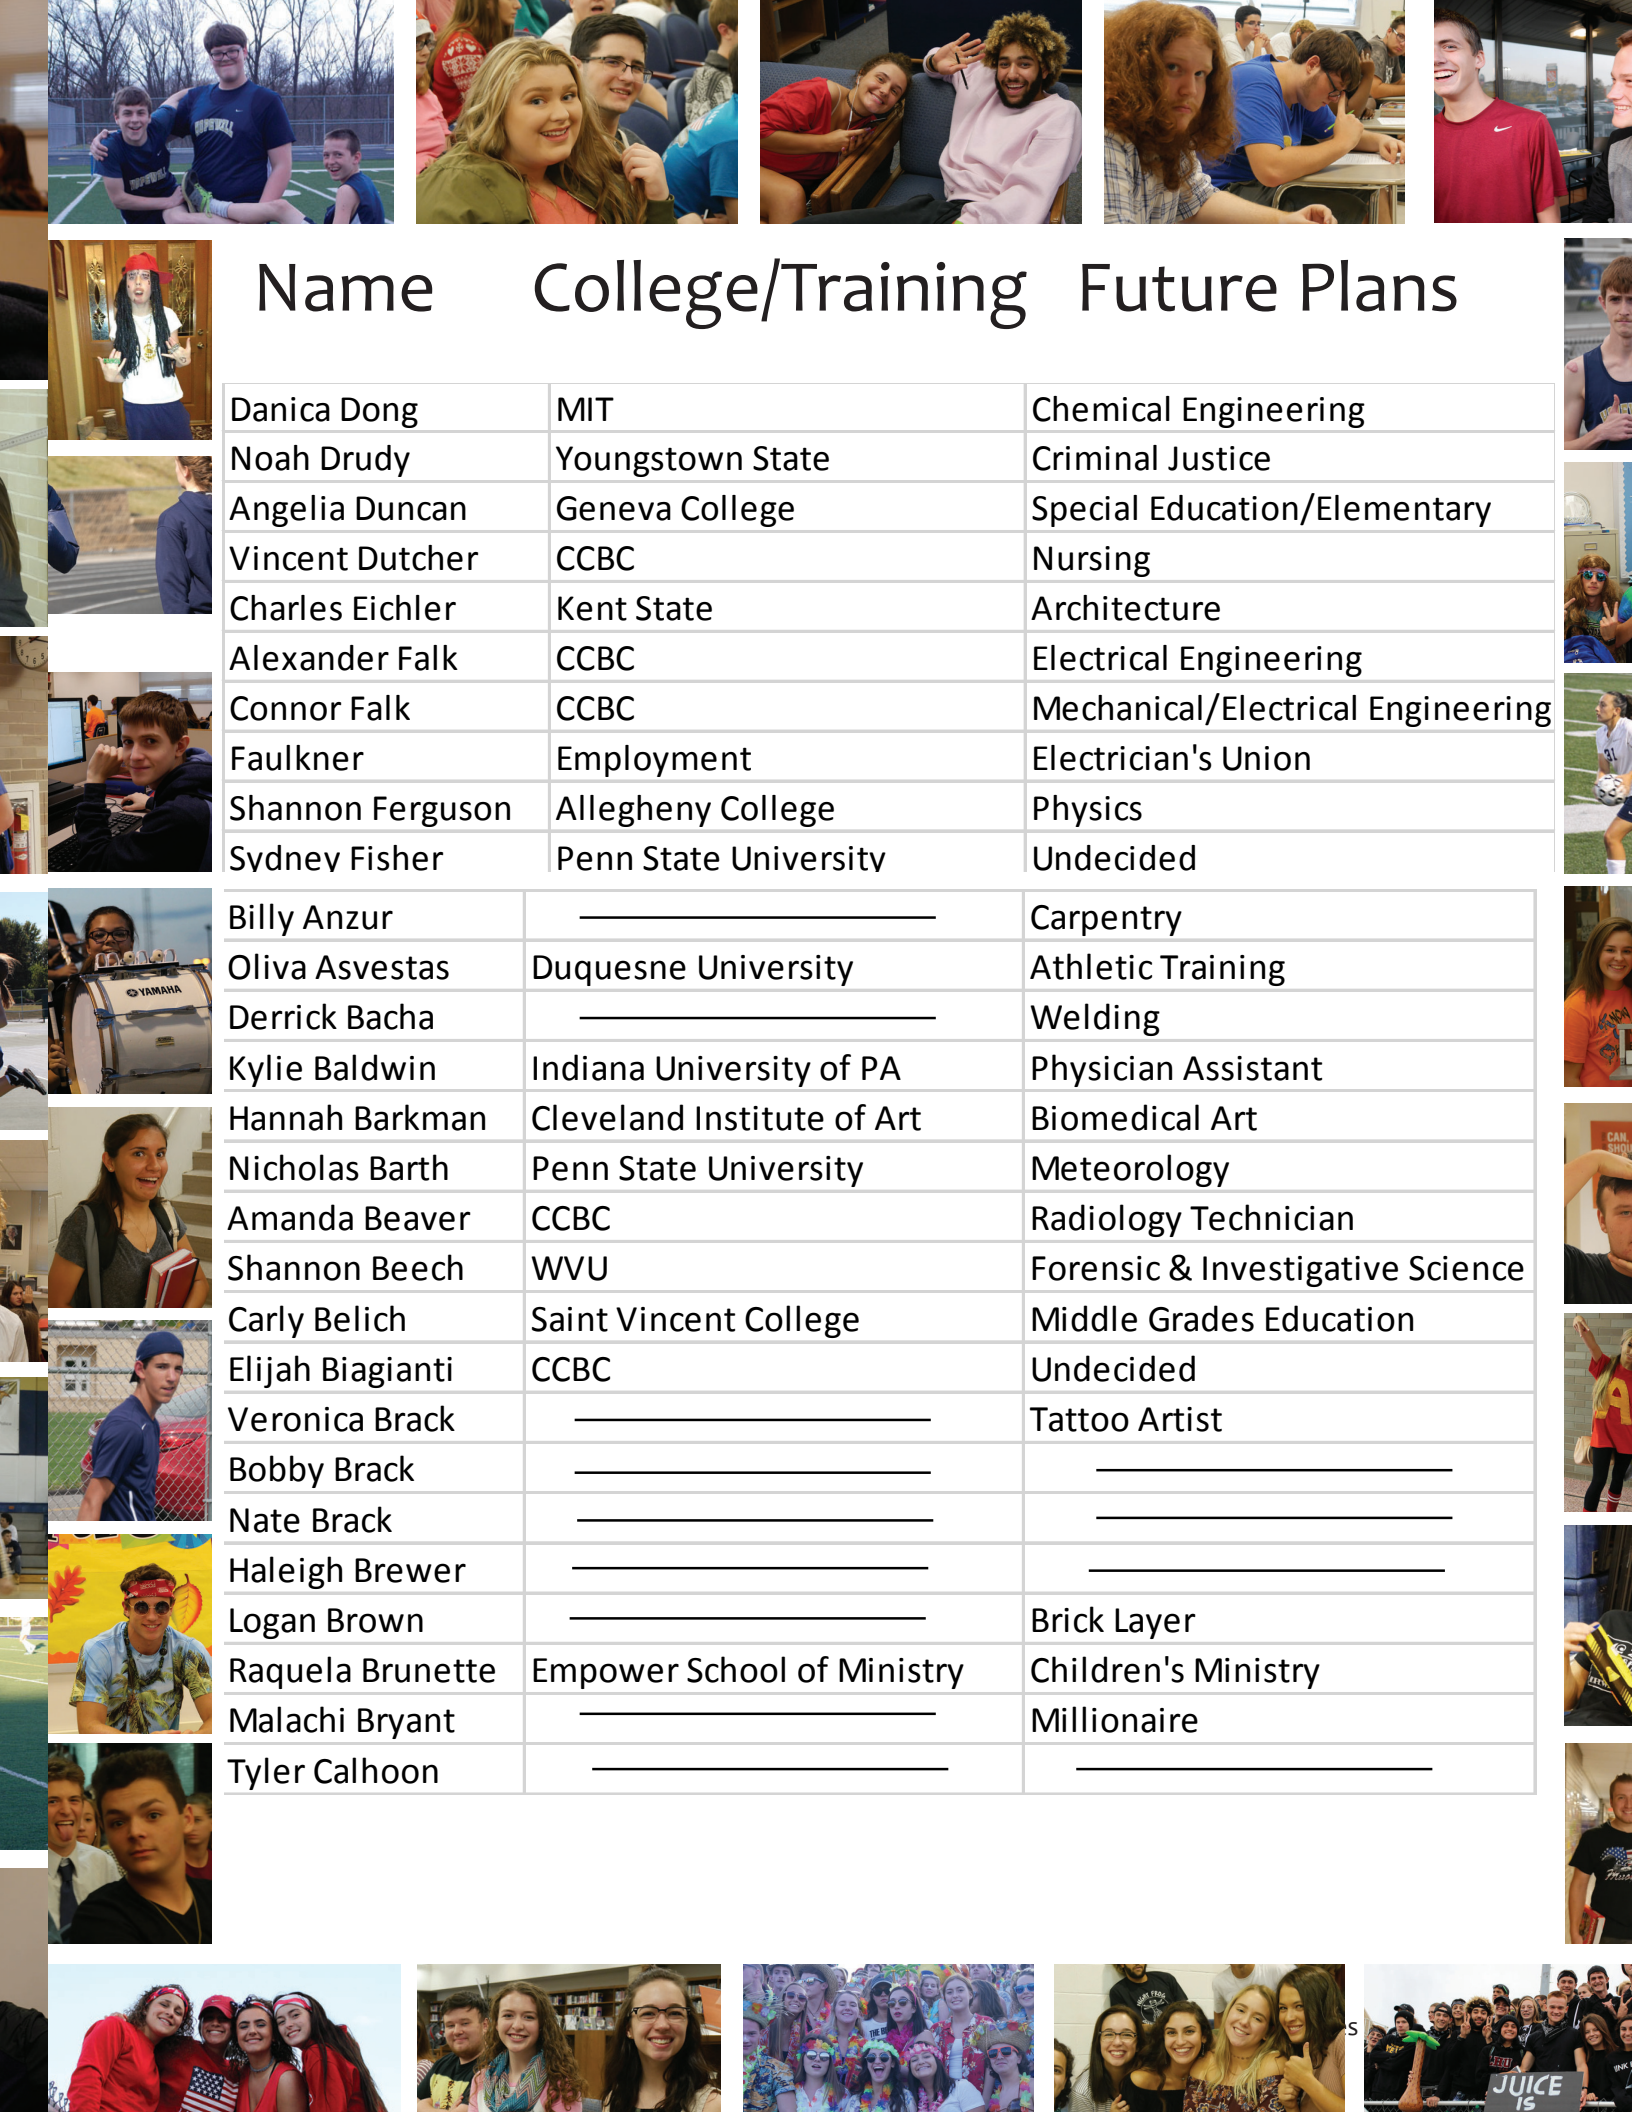 Name College/Training Future Plans
Danica Dong MIT Chemical Engineering
Noah Drudy Youngstown State Criminal Justice
Angelia Duncan Geneva College Special Education/Elementary
Vincent Dutcher CCBC Nursing
Charles Eichler Kent State Architecture
Alexander Falk CCBC Electrical Engineering
Connor Falk CCBC Mechanical/Electrical Engineering
Faulkner Employment Electrician's Union
Shannon Ferguson Allegheny College Physics
Sydney Fisher Penn State University Undecided
Billy Anzur Carpentry
Oliva Asvestas Duquesne University Athletic Training
Derrick Bacha Welding
Kylie Baldwin Indiana University of PA Physician Assistant
Hannah Barkman Cleveland Institute of Art Biomedical Art
Nicholas Barth Penn State University Meteorology
Amanda Beaver CCBC Radiology Technician
Shannon Beech WVU Forensic & Investigative Science
Carly Belich Saint Vincent College Middle Grades Education
Elijah Biagianti CCBC Undecided
Veronica Brack Tattoo Artist
Bobby Brack
Nate Brack
Haleigh Brewer
Logan Brown Brick Layer
Raquela Brunette Empower School of Ministry Children's Ministry
Malachi Bryant Millionaire
Tyler Calhoon
YAMAHA
JUICE
IS